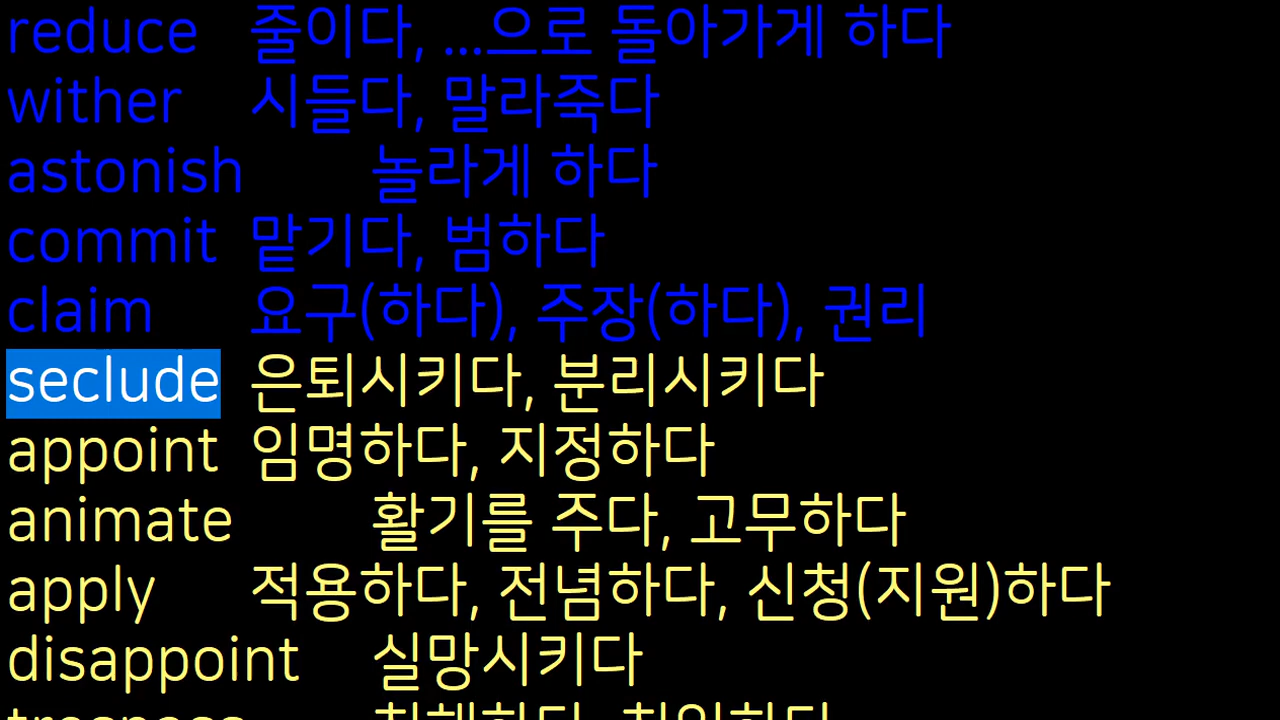 reduce 줄이다, ...으로 돌아가게 하다
wither 시들다, 말라죽다
astonish 놀라게 하다
commit 맡기다, 범하다
claim 요구(하다), 주장(하다), 권리
seclude 은퇴시키다, 분리시키다
appoint 임명하다, 지정하다
animate 활기를 주다, 고무하다
apply 적용하다, 전념하다, 신청(지원)하다
disappoint 실망시키다